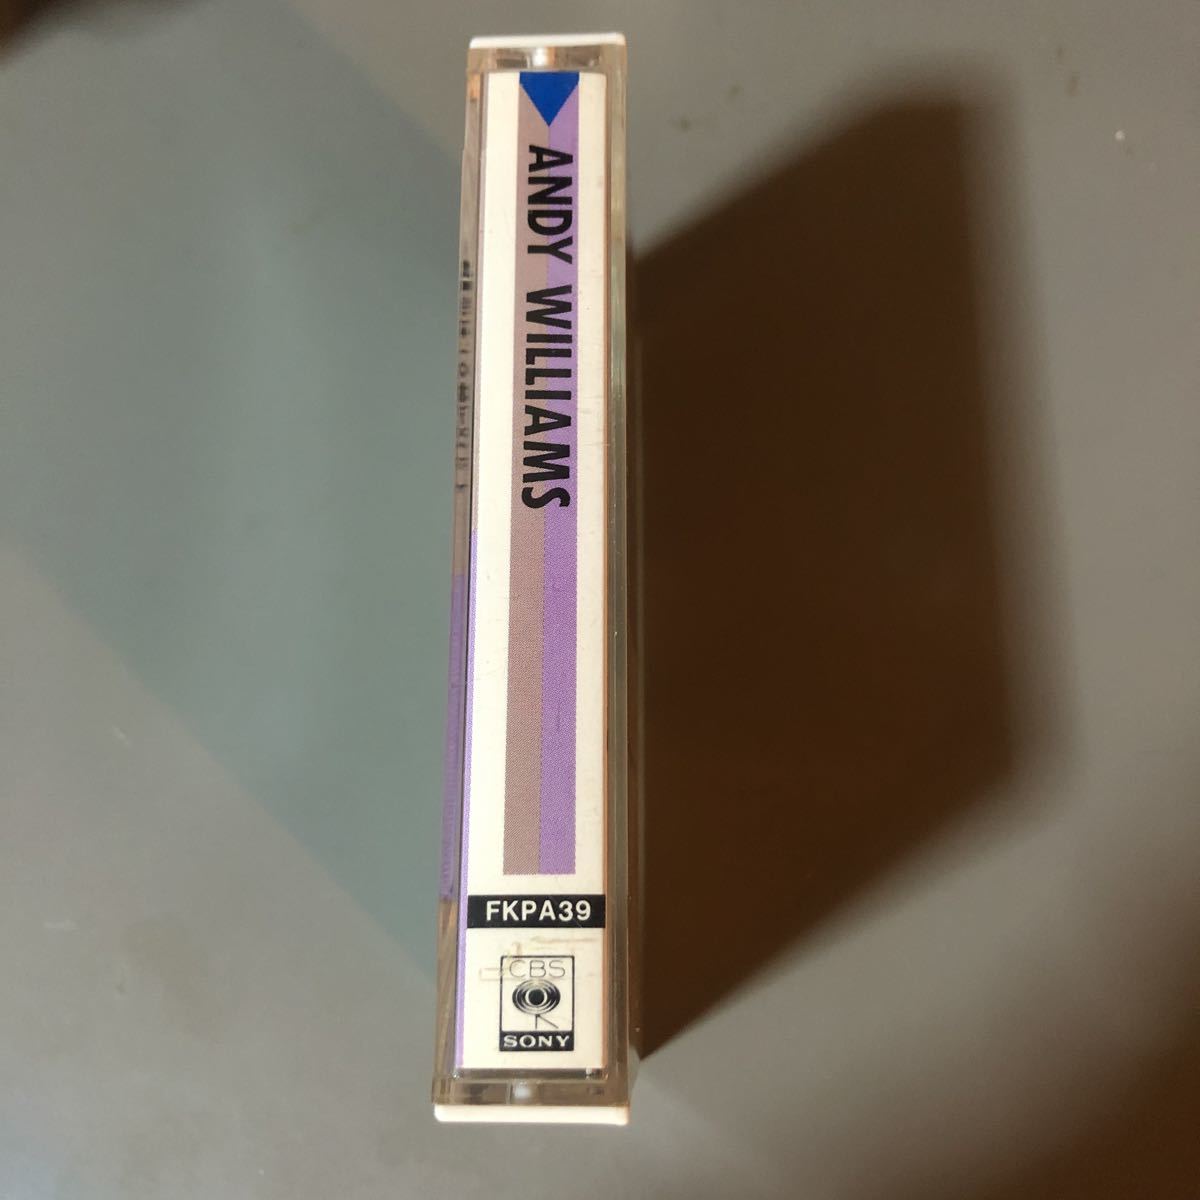 ANDY WILLIAMS
FKPA39
CBS
SONY